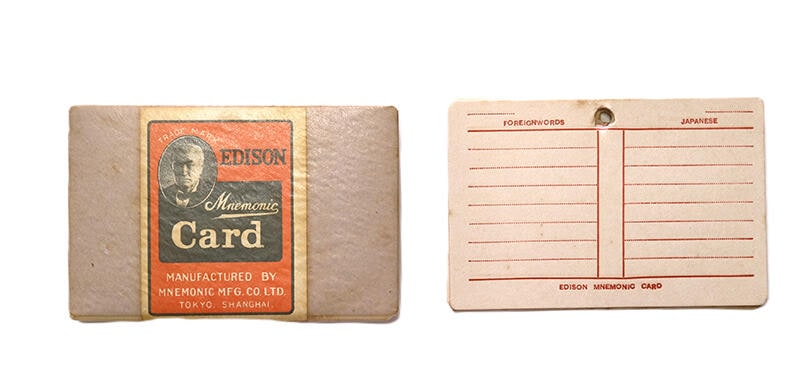 TRADE MARK
EDISON
Mnemonic
Card
MANUFACTURED BY
MNEMONIC MFG. CO LTD.
TOKYO. SHANGHAI.
FOREIGNWORDS
JAPANESE
EDISON MNEMONIC CARD